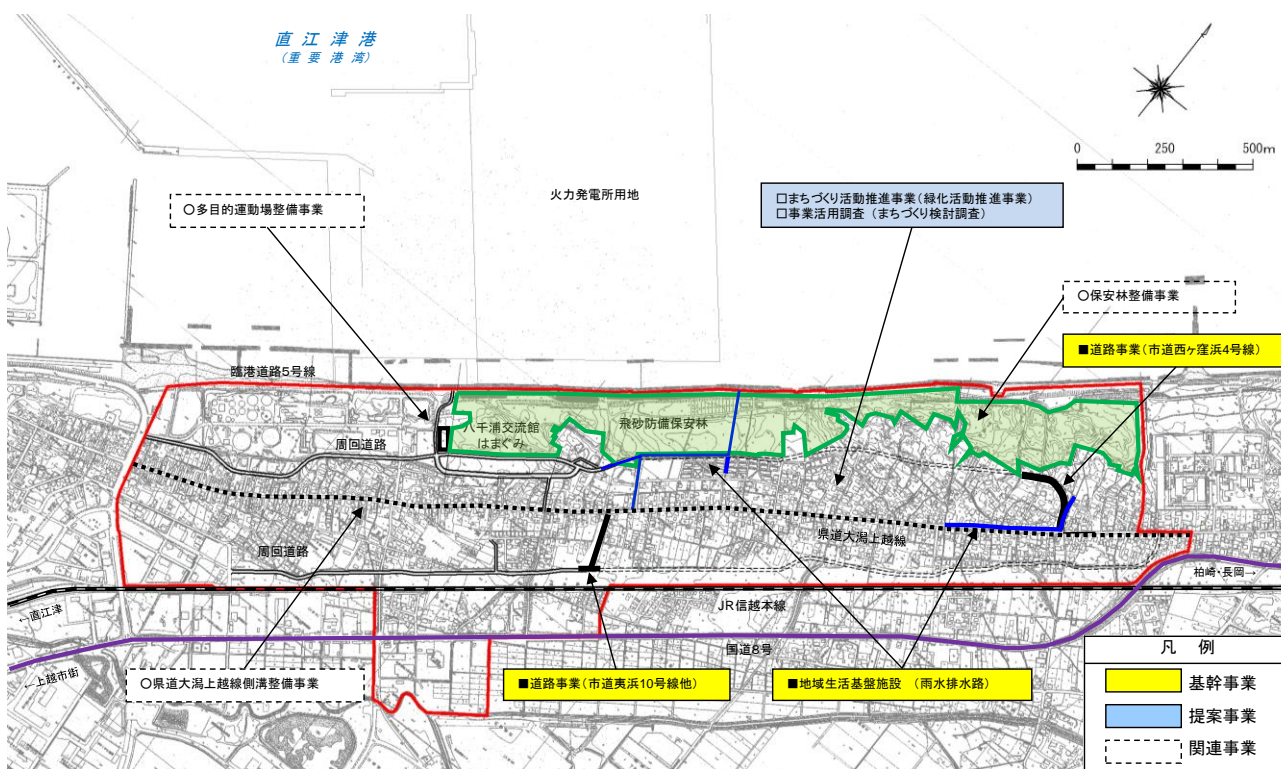 直江津港
(重要港湾)
0 250 500m
火力発電所用地
○多目的運動場整備事業
□まちづくり活動推進事業(緑化活動推進事業)
□事業活用調査 (まちづくり検討調査)
○保安林整備事業
■道路事業(市道西ヶ窪浜4号線)
臨港道路5号線
八千浦交流館
はまぐみ
飛砂防備保安林
周回道路
県道大潟上越線
周回道路
柏崎・長岡→
JR信越本線
←直江津
国道8号
←上越市街
○県道大潟上越線側溝整備事業
■道路事業(市道夷浜10号線他)
■地域生活基盤施設 (雨水排水路)
凡 例
基幹事業
提案事業
関連事業